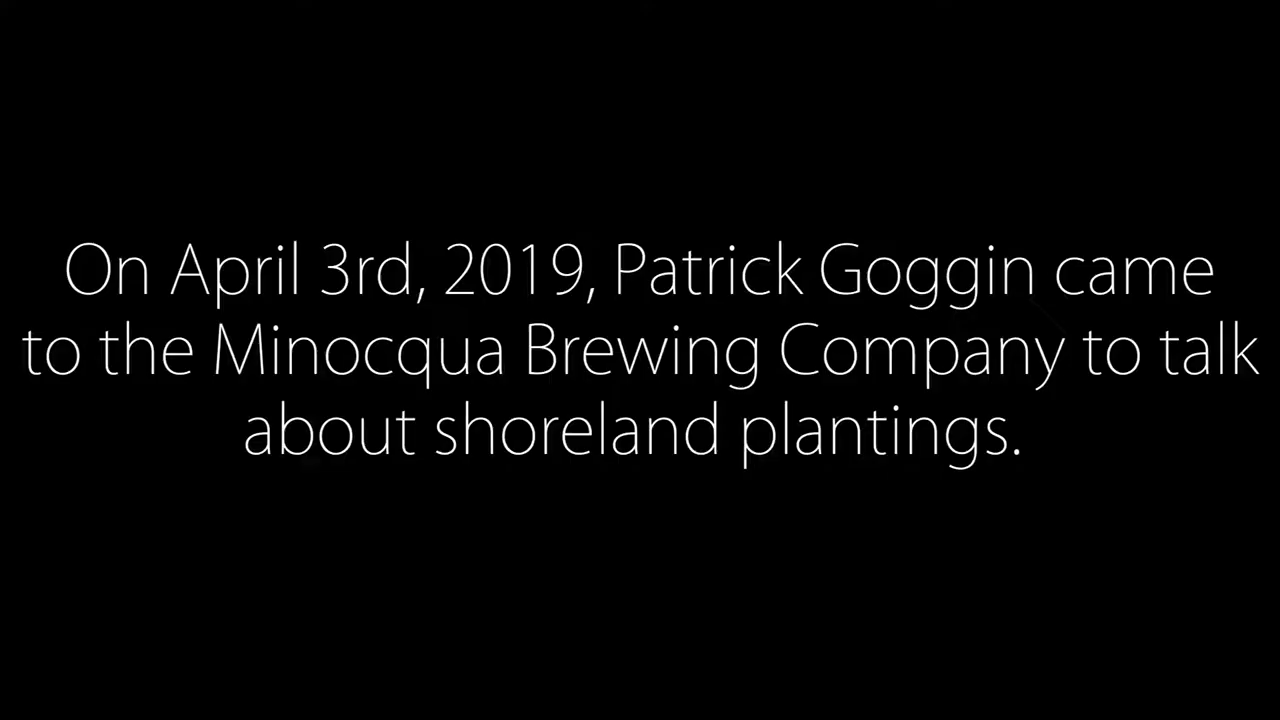 On April 3rd, 2019, Patrick Goggin came
to the Minocqua Brewing Company to talk
about shoreland plantings.